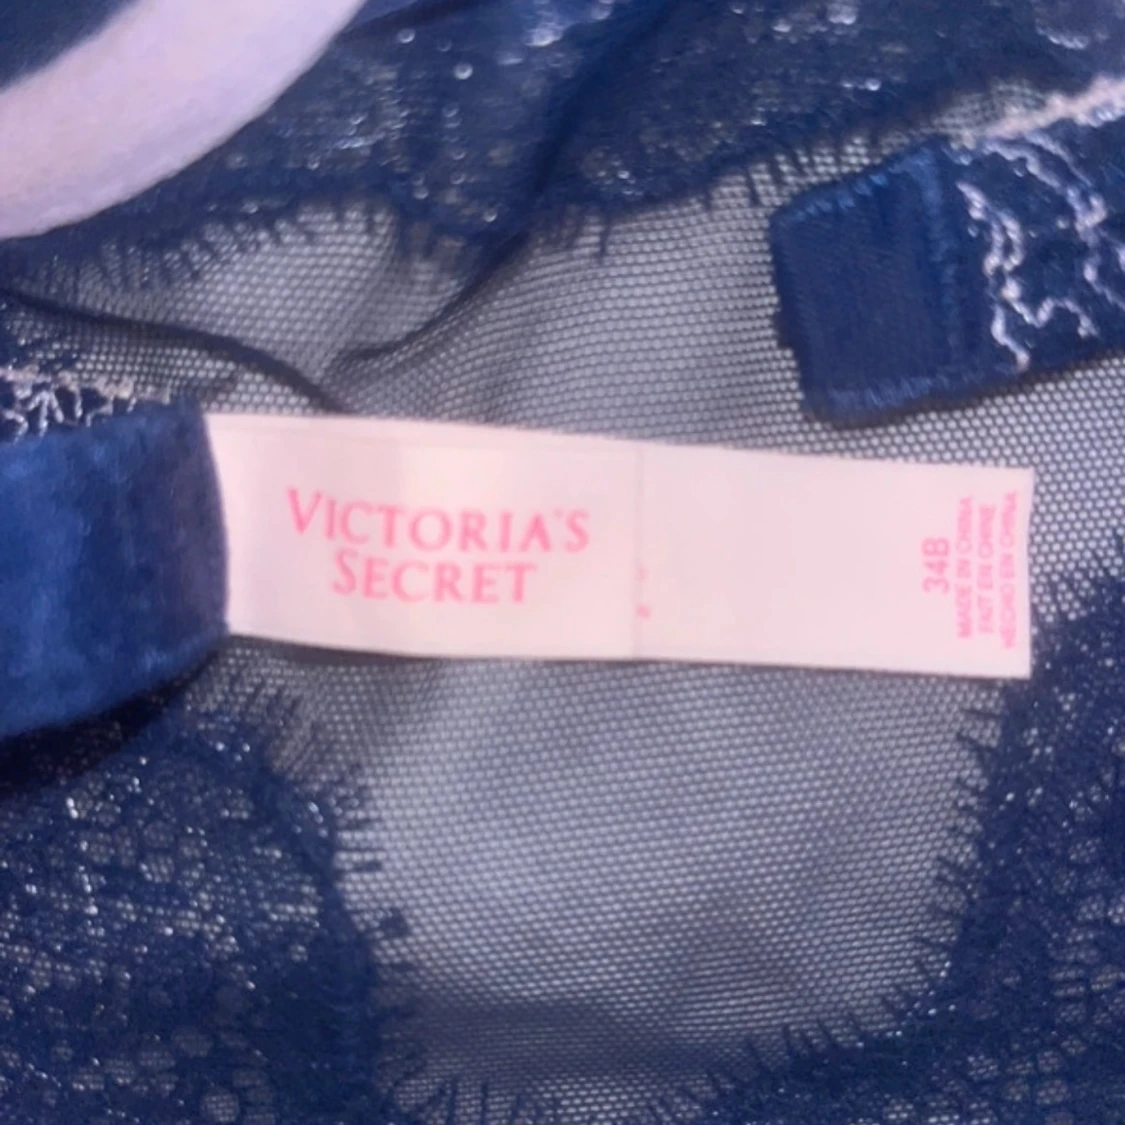 VICTORIA'S
SECRET
34B
MADE IN CHINA
FAIT EN CHINE
HECHO EN CHINA